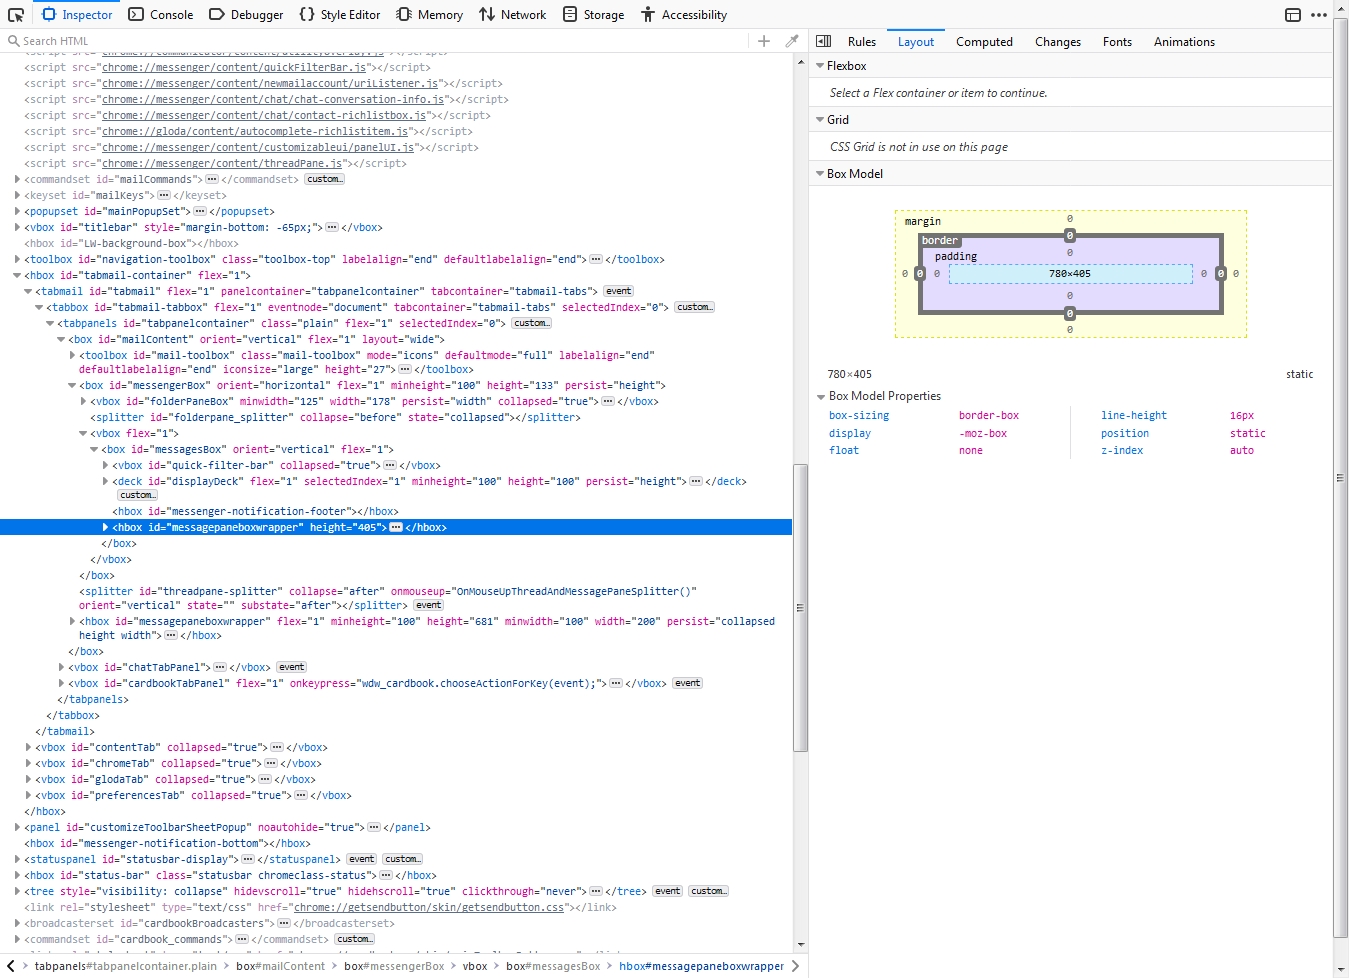 Inspector Console Debugger Style Editor Memory Network Storage Accessibility
Search HTML
<script src="chrome://messenger/content/quickFilterBar.js"></script>
<script src="chrome://messenger/content/newmailaccount/uriListener.js"></script>
<script src="chrome://messenger/content/chat/chat-conversation-info.js"></script>
<script src="chrome://messenger/content/chat/contact-richlistbox.js"></script>
<script src="chrome://gloda/content/autocomplete-richlistitem.js"></script>
<script src="chrome://messenger/content/customizableui/panelUI.js"></script>
<script src="chrome://messenger/content/threadPane.js"></script>
<commandset id="mailCommands"></commandset> custom…
<keyset id="mailKeys"></keyset>
<popupset id="mainPopupSet"></popupset>
<vbox id="titlebar" style="margin-bottom: -65px;"></vbox>
<hbox id="LW-background-box"></hbox>
<toolbox id="navigation-toolbox" class="toolbox-top" labelalign="end" defaultlabelalign="end"></toolbox>
<hbox id="tabmail-container" flex="1">
<tabmail id="tabmail" flex="1" panelcontainer="tabpanelcontainer" tabcontainer="tabmail-tabs"> event
<tabbox id="tabmail-tabbox" flex="1" eventnode="document" tabcontainer="tabmail-tabs" selectedIndex="0"> custom…
<tabpanels id="tabpanelcontainer" class="plain" flex="1" selectedIndex="0"> custom…
<box id="mailContent" orient="vertical" flex="1" layout="wide">
<toolbox id="mail-toolbox" class="mail-toolbox" mode="icons" defaultmode="full" labelalign="end"
defaultlabelalign="end" iconsize="large" height="27"></toolbox>
<box id="messengerBox" orient="horizontal" flex="1" minheight="100" height="133" persist="height">
<vbox id="folderPaneBox" minwidth="125" width="178" persist="width" collapsed="true"></vbox>
<splitter id="folderpane_splitter" collapse="before" state="collapsed"></splitter>
<vbox flex="1">
<box id="messagesBox" orient="vertical" flex="1">
<vbox id="quick-filter-bar" collapsed="true"></vbox>
<deck id="displayDeck" flex="1" selectedIndex="1" minheight="100" height="100" persist="height"></deck>
custom…
<hbox id="messenger-notification-footer"></hbox>
<hbox id="messagepaneboxwrapper" height="405"></hbox>
</box>
</vbox>
</box>
<splitter id="threadpane-splitter" collapse="after" onmouseup="OnMouseUpThreadAndMessagePaneSplitter()"
orient="vertical" state="" substate="after"></splitter> event
<hbox id="messagepaneboxwrapper" flex="1" minheight="100" height="681" minwidth="100" width="200" persist="collapsed
height width"></hbox>
</box>
<vbox id="chatTabPanel"></vbox> event
<vbox id="cardbookTabPanel" flex="1" onkeypress="wdw_cardbook.chooseActionForKey(event);"></vbox> event
</tabpanels>
</tabbox>
</tabmail>
<vbox id="contentTab" collapsed="true"></vbox>
<vbox id="chromeTab" collapsed="true"></vbox>
<vbox id="glodaTab" collapsed="true"></vbox>
<vbox id="preferencesTab" collapsed="true"></vbox>
</hbox>
<panel id="customizeToolbarSheetPopup" noautohide="true"></panel>
<hbox id="messenger-notification-bottom"></hbox>
<statuspanel id="statusbar-display"></statuspanel> event custom…
<hbox id="status-bar" class="statusbar chromeclass-status"></hbox>
<tree style="visibility: collapse" hidevscroll="true" hidehscroll="true" clickthrough="never"></tree> event custom…
<link rel="stylesheet" type="text/css" href="chrome://getsendbutton/skin/getsendbutton.css"></link>
<broadcasterset id="cardbookBroadcasters"></broadcasterset>
<commandset id="cardbook_commands"></commandset> custom…
tabpanels#tabpanelcontainer.plain box#mailContent box#messengerBox vbox box#messagesBox hbox#messagepaneboxwrapper
Rules Layout Computed Changes Fonts Animations
Flexbox
Select a Flex container or item to continue.
Grid
CSS Grid is not in use on this page
Box Model
margin 0
border 0
padding 0
0 0 0 780×405 0 0 0
0
0
0
780×405 static
Box Model Properties
box-sizing border-box line-height 16px
display -moz-box position static
float none z-index auto